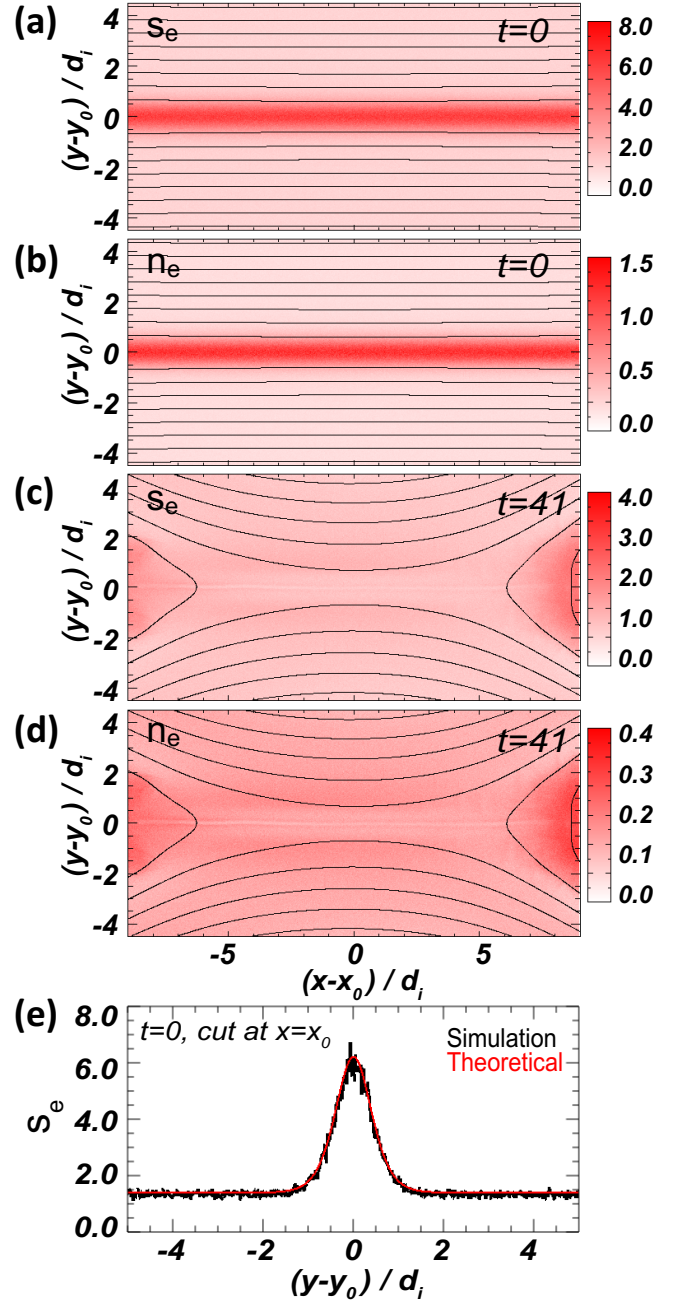 (a)
s_e
t=0
(y-y_0) / d_i
4
2
0
-2
-4
8.0
6.0
4.0
2.0
0.0
(b)
n_e
t=0
(y-y_0) / d_i
4
2
0
-2
-4
1.5
1.0
0.5
0.0
(c)
s_e
t=41
(y-y_0) / d_i
4
2
0
-2
-4
4.0
3.0
2.0
1.0
0.0
(d)
n_e
t=41
(y-y_0) / d_i
4
2
0
-2
-4
0.4
0.3
0.2
0.1
0.0
-5 0 5
(x-x_0) / d_i
(e)
t=0, cut at x=x_0
Simulation
Theoretical
s_e
8.0
6.0
4.0
2.0
0.0
-4 -2 0 2 4
(y-y_0) / d_i